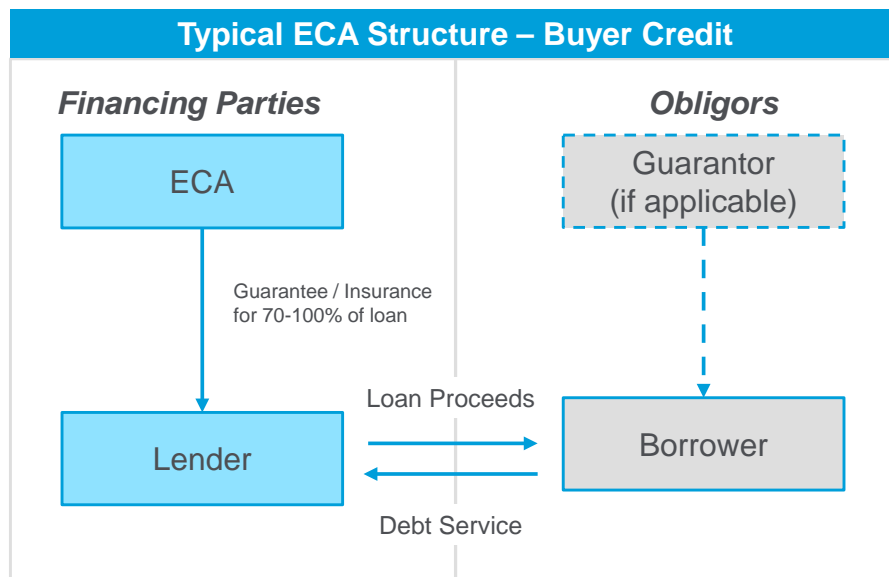 Typical ECA Structure – Buyer Credit
Financing Parties
Obligors
ECA
Guarantor
(if applicable)
Guarantee / Insurance
for 70-100% of loan
Loan Proceeds
Lender
Borrower
Debt Service